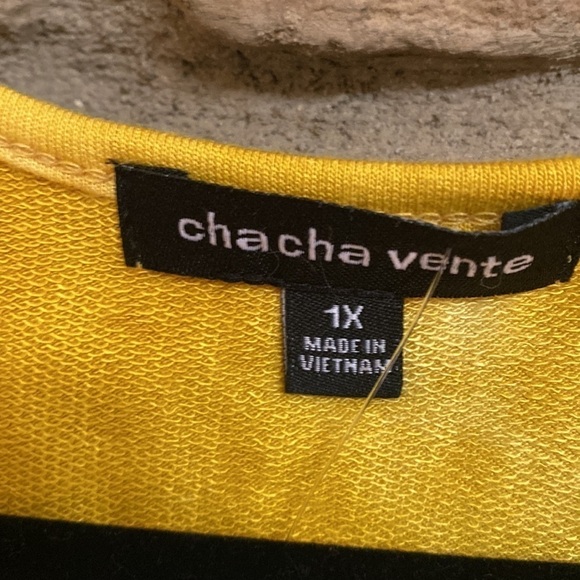 chacha vente
1X
MADE IN
VIETNAM